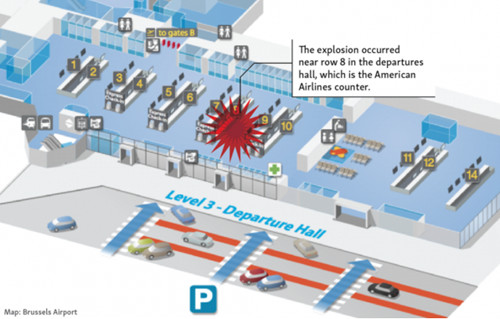 to gates B
The explosion occurred
near row 8 in the departures
hall, which is the American
Airlines counter.
1
2
3
4
5
6
7
8
9
10
11
12
14
Level 3 - Departure Hall
P
Map: Brussels Airport